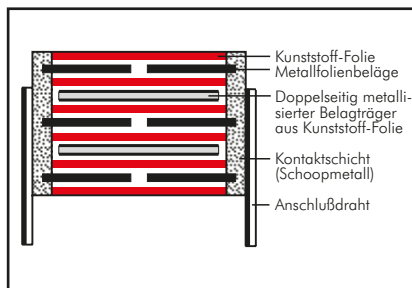 Kunststoff-Folie
Metallfolienbeläge
Doppelseitig metalli-
sierter Belagträger
aus Kunststoff-Folie
Kontaktschicht
(Schoopmetall)
Anschlußdraht